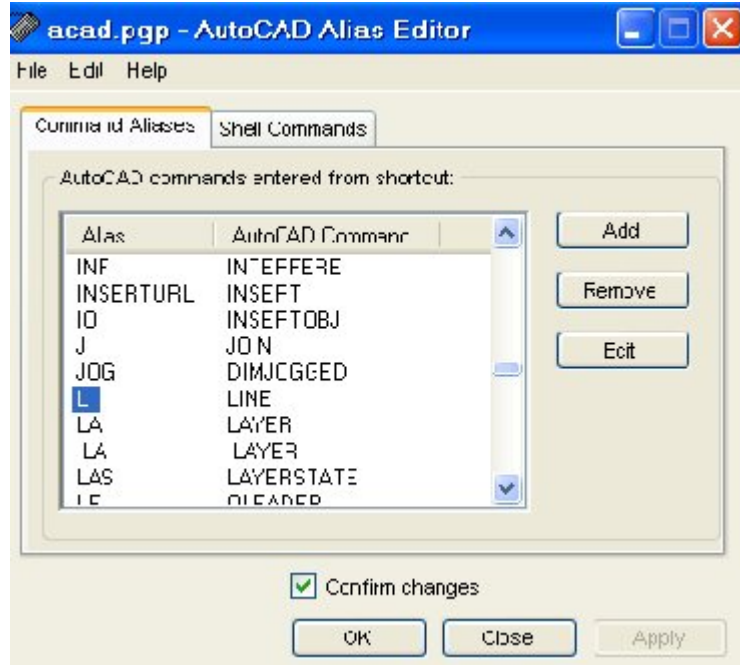 acad.pgp - AutoCAD Alias Editor
File Edit Help
Command Aliases Shell Commands
AutoCAD commands entered from shortcut:
Alias AutoCAD Command
INF INTERFERE
INSERTURL INSERT
IO INSERTOBJ
J JOIN
JOG DIMJOGGED
L LINE
LA LAYER
LA LAYER
LAS LAYERSTATE
LE QLEADER
Add
Remove
Edit
Confirm changes
OK Close Apply